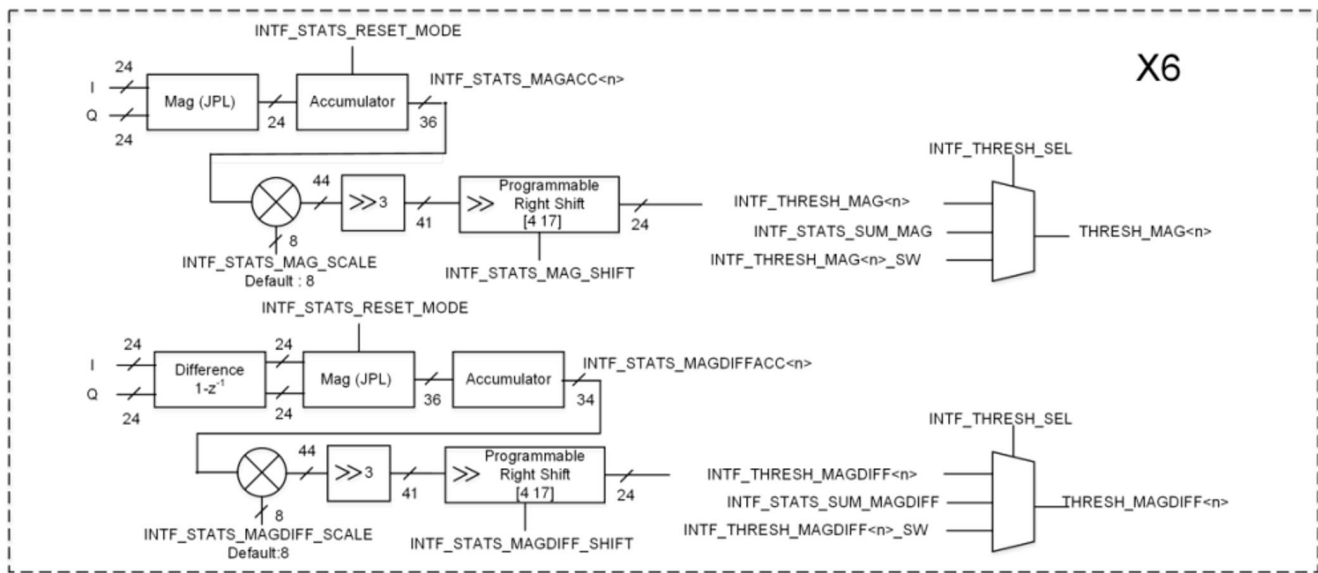 INTF_STATS_RESET_MODE
X6
24
I
Q
24
Mag (JPL)
24
Accumulator
INTF_STATS_MAGACC<n>
36
44
8
INTF_STATS_MAG_SCALE
Default : 8
>>3
41
>>
Programmable
Right Shift
[4 17]
24
INTF_STATS_MAG_SHIFT
INTF_THRESH_SEL
INTF_THRESH_MAG<n>
INTF_STATS_SUM_MAG
INTF_THRESH_MAG<n>_SW
THRESH_MAG<n>
INTF_STATS_RESET_MODE
24
I
Q
24
Difference
1-z⁻¹
24
24
Mag (JPL)
36
Accumulator
INTF_STATS_MAGDIFFACC<n>
34
44
8
INTF_STATS_MAGDIFF_SCALE
Default:8
>>3
41
>>
Programmable
Right Shift
[4 17]
24
INTF_STATS_MAGDIFF_SHIFT
INTF_THRESH_SEL
INTF_THRESH_MAGDIFF<n>
INTF_STATS_SUM_MAGDIFF
INTF_THRESH_MAGDIFF<n>_SW
THRESH_MAGDIFF<n>